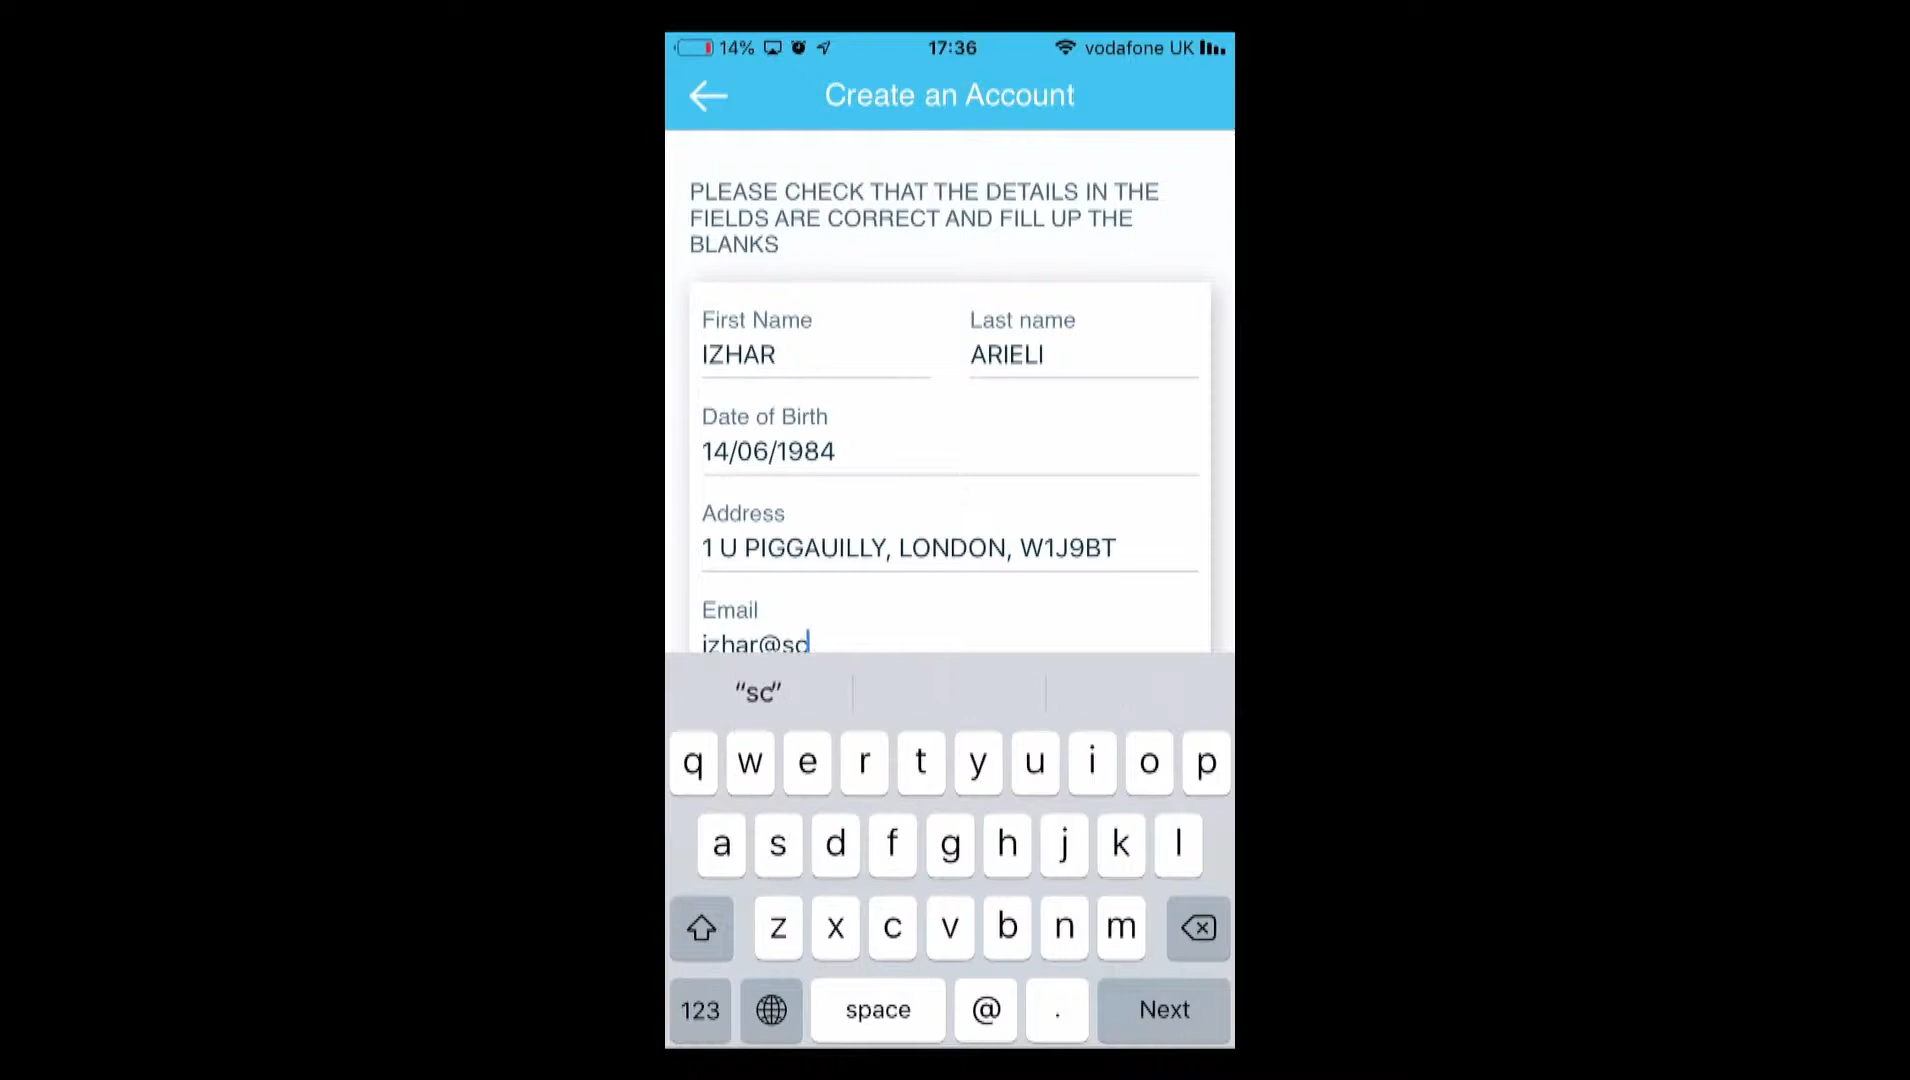 14% 17:36 vodafone UK
Create an Account
PLEASE CHECK THAT THE DETAILS IN THE
FIELDS ARE CORRECT AND FILL UP THE
BLANKS
First Name Last name
IZHAR ARIELI
Date of Birth
14/06/1984
Address
1 U PIGGAUILLY, LONDON, W1J9BT
Email
izhar@sc
"sc"
q w e r t y u i o p
a s d f g h j k l
z x c v b n m
123 space @ . Next